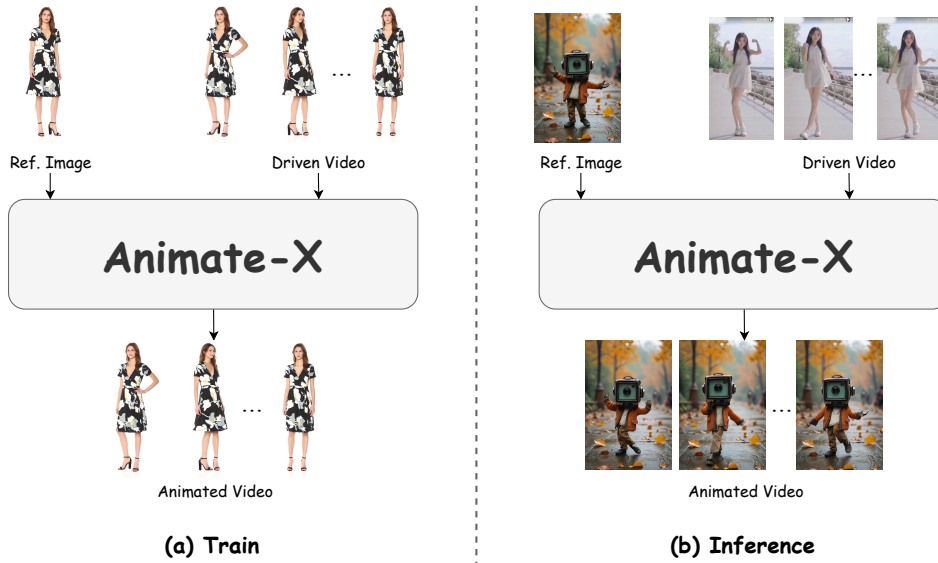 Ref. Image
Driven Video
Animate-X
...
Animated Video
...
(a) Train
Ref. Image
Driven Video
...
Animate-X
...
Animated Video
(b) Inference